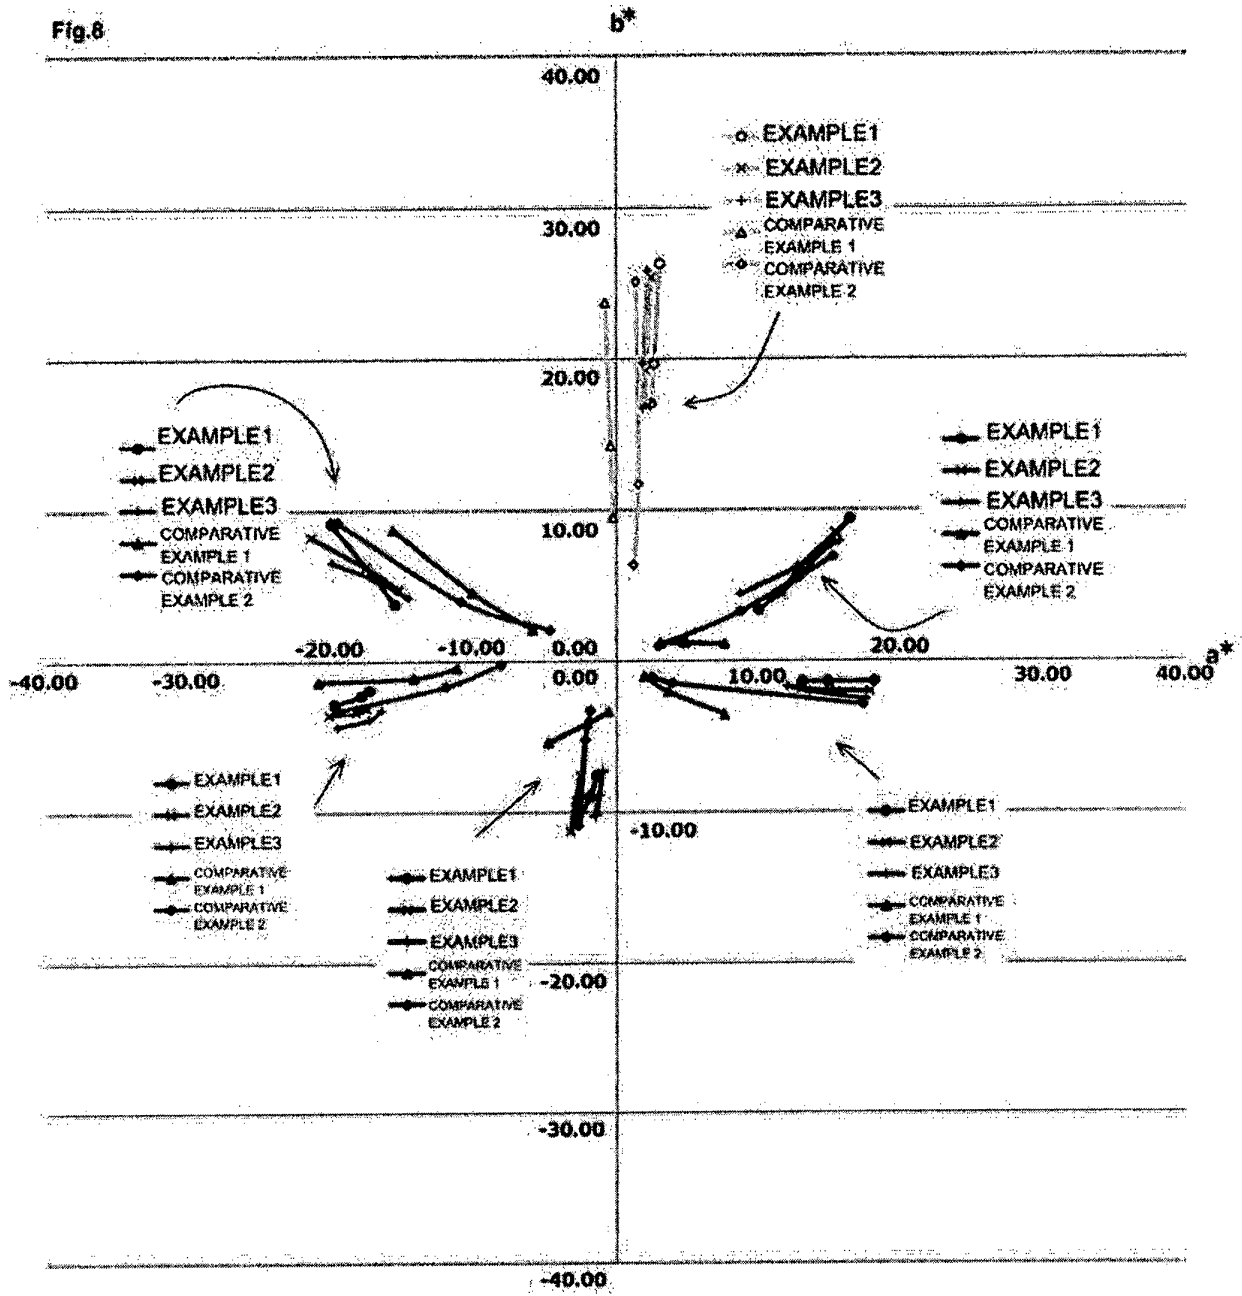 Fig.8
b*
40.00
EXAMPLE1
EXAMPLE2
EXAMPLE3
COMPARATIVE
EXAMPLE 1
COMPARATIVE
EXAMPLE 2
30.00
20.00
EXAMPLE1
EXAMPLE2
EXAMPLE3
COMPARATIVE
EXAMPLE 1
COMPARATIVE
EXAMPLE 2
EXAMPLE1
EXAMPLE2
EXAMPLE3
COMPARATIVE
EXAMPLE 1
COMPARATIVE
EXAMPLE 2
10.00
-20.00
-10.00
0.00
20.00
a*
-40.00
-30.00
0.00
10.00
30.00
40.00
EXAMPLE1
EXAMPLE2
EXAMPLE3
COMPARATIVE
EXAMPLE 1
COMPARATIVE
EXAMPLE 2
-10.00
EXAMPLE1
EXAMPLE2
EXAMPLE3
COMPARATIVE
EXAMPLE 1
COMPARATIVE
EXAMPLE 2
EXAMPLE1
EXAMPLE2
EXAMPLE3
COMPARATIVE
EXAMPLE 1
COMPARATIVE
EXAMPLE 2
-20.00
-30.00
-40.00